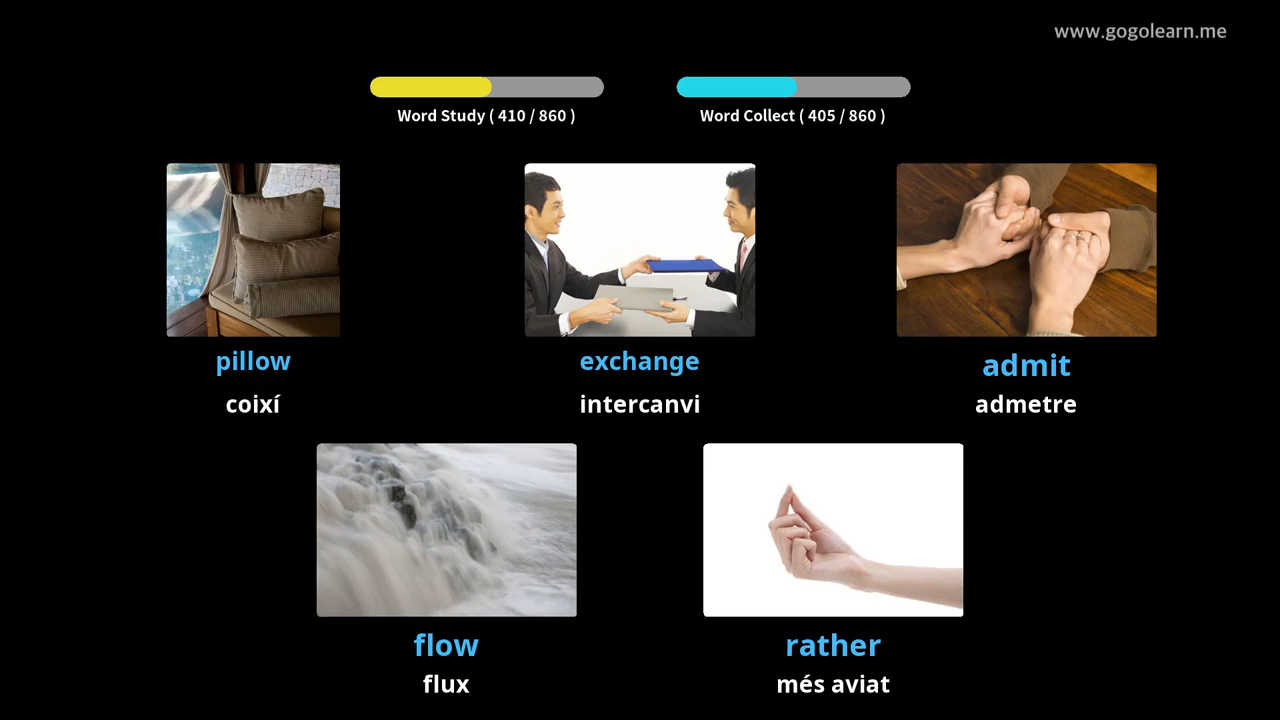 www.gogolearn.me
Word Study ( 410 / 860 )
Word Collect ( 405 / 860 )
pillow
coixí
exchange
intercanvi
admit
admetre
flow
flux
rather
més aviat